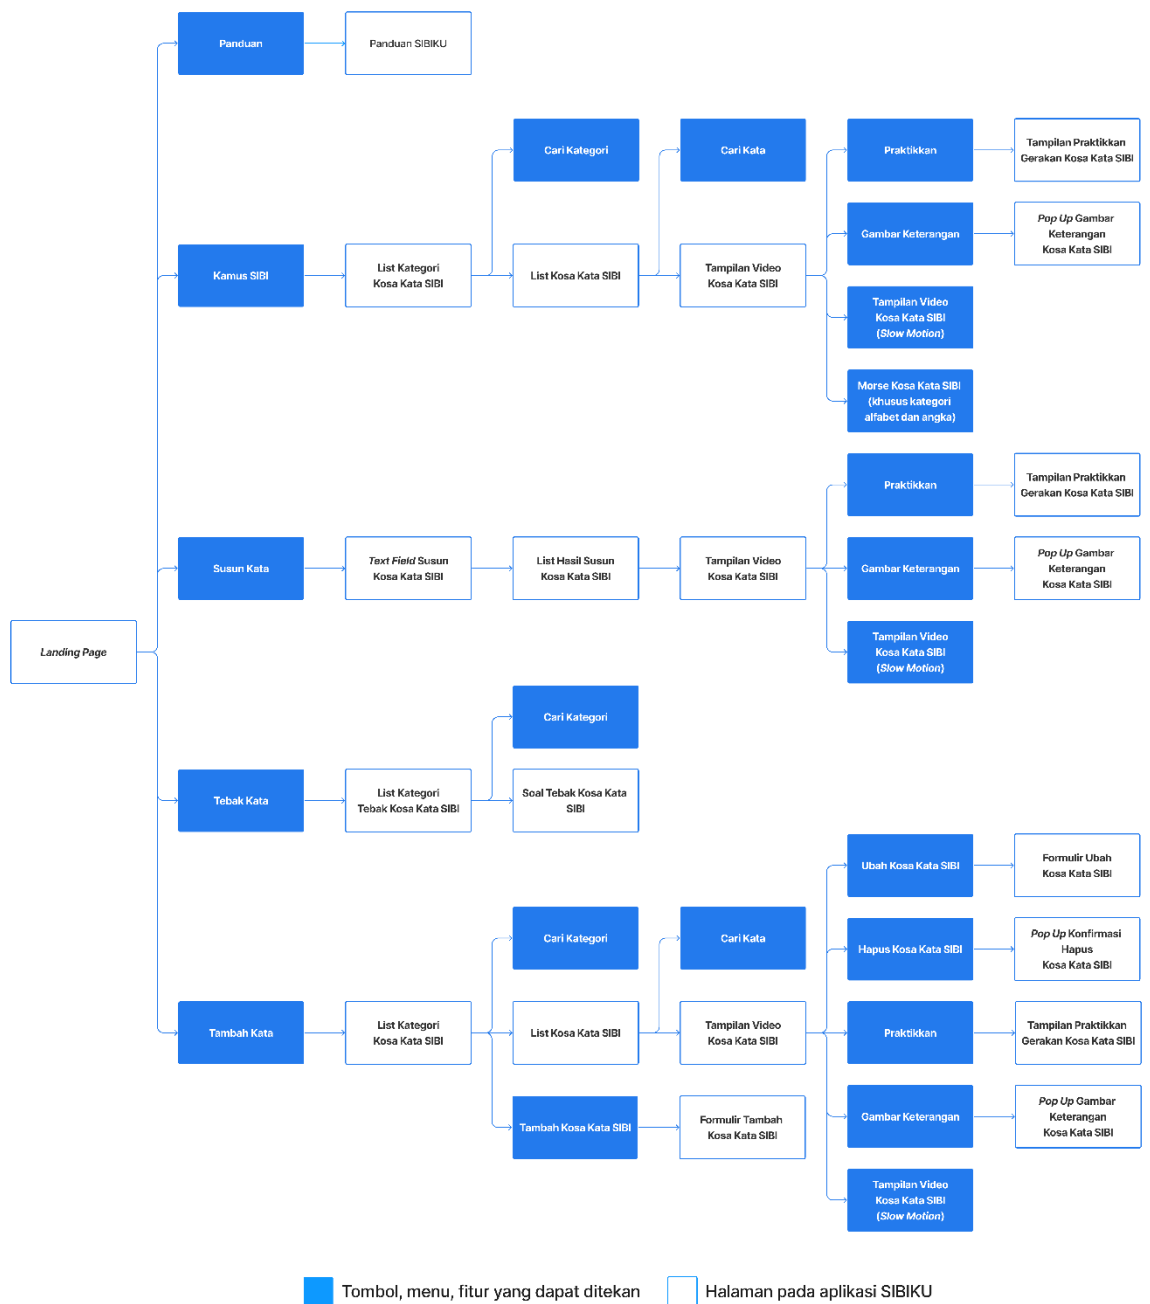 Panduan
Panduan SIBIKU
Cari Kategori
Cari Kata
Praktikkan
Tampilan Praktikkan
Gerakan Kosa Kata SIBI
Gambar Keterangan
Pop Up Gambar
Keterangan
Kosa Kata SIBI
Kamus SIBI
List Kategori
Kosa Kata SIBI
List Kosa Kata SIBI
Tampilan Video
Kosa Kata SIBI
Tampilan Video
Kosa Kata SIBI
(Slow Motion)
Morse Kosa Kata SIBI
(khusus kategori
alfabet dan angka)
Praktikkan
Tampilan Praktikkan
Gerakan Kosa Kata SIBI
Susun Kata
Text Field Susun
Kosa Kata SIBI
List Hasil Susun
Kosa Kata SIBI
Tampilan Video
Kosa Kata SIBI
Gambar Keterangan
Pop Up Gambar
Keterangan
Kosa Kata SIBI
Tampilan Video
Kosa Kata SIBI
(Slow Motion)
Landing Page
Cari Kategori
Tebak Kata
List Kategori
Tebak Kosa Kata SIBI
Soal Tebak Kosa Kata
SIBI
Ubah Kosa Kata SIBI
Formulir Ubah
Kosa Kata SIBI
Cari Kategori
Cari Kata
Hapus Kosa Kata SIBI
Pop Up Konfirmasi
Hapus
Kosa Kata SIBI
Tambah Kata
List Kategori
Kosa Kata SIBI
List Kosa Kata SIBI
Tampilan Video
Kosa Kata SIBI
Praktikkan
Tampilan Praktikkan
Gerakan Kosa Kata SIBI
Tambah Kosa Kata SIBI
Formulir Tambah
Kosa Kata SIBI
Gambar Keterangan
Pop Up Gambar
Keterangan
Kosa Kata SIBI
Tampilan Video
Kosa Kata SIBI
(Slow Motion)
Tombol, menu, fitur yang dapat ditekan
Halaman pada aplikasi SIBIKU